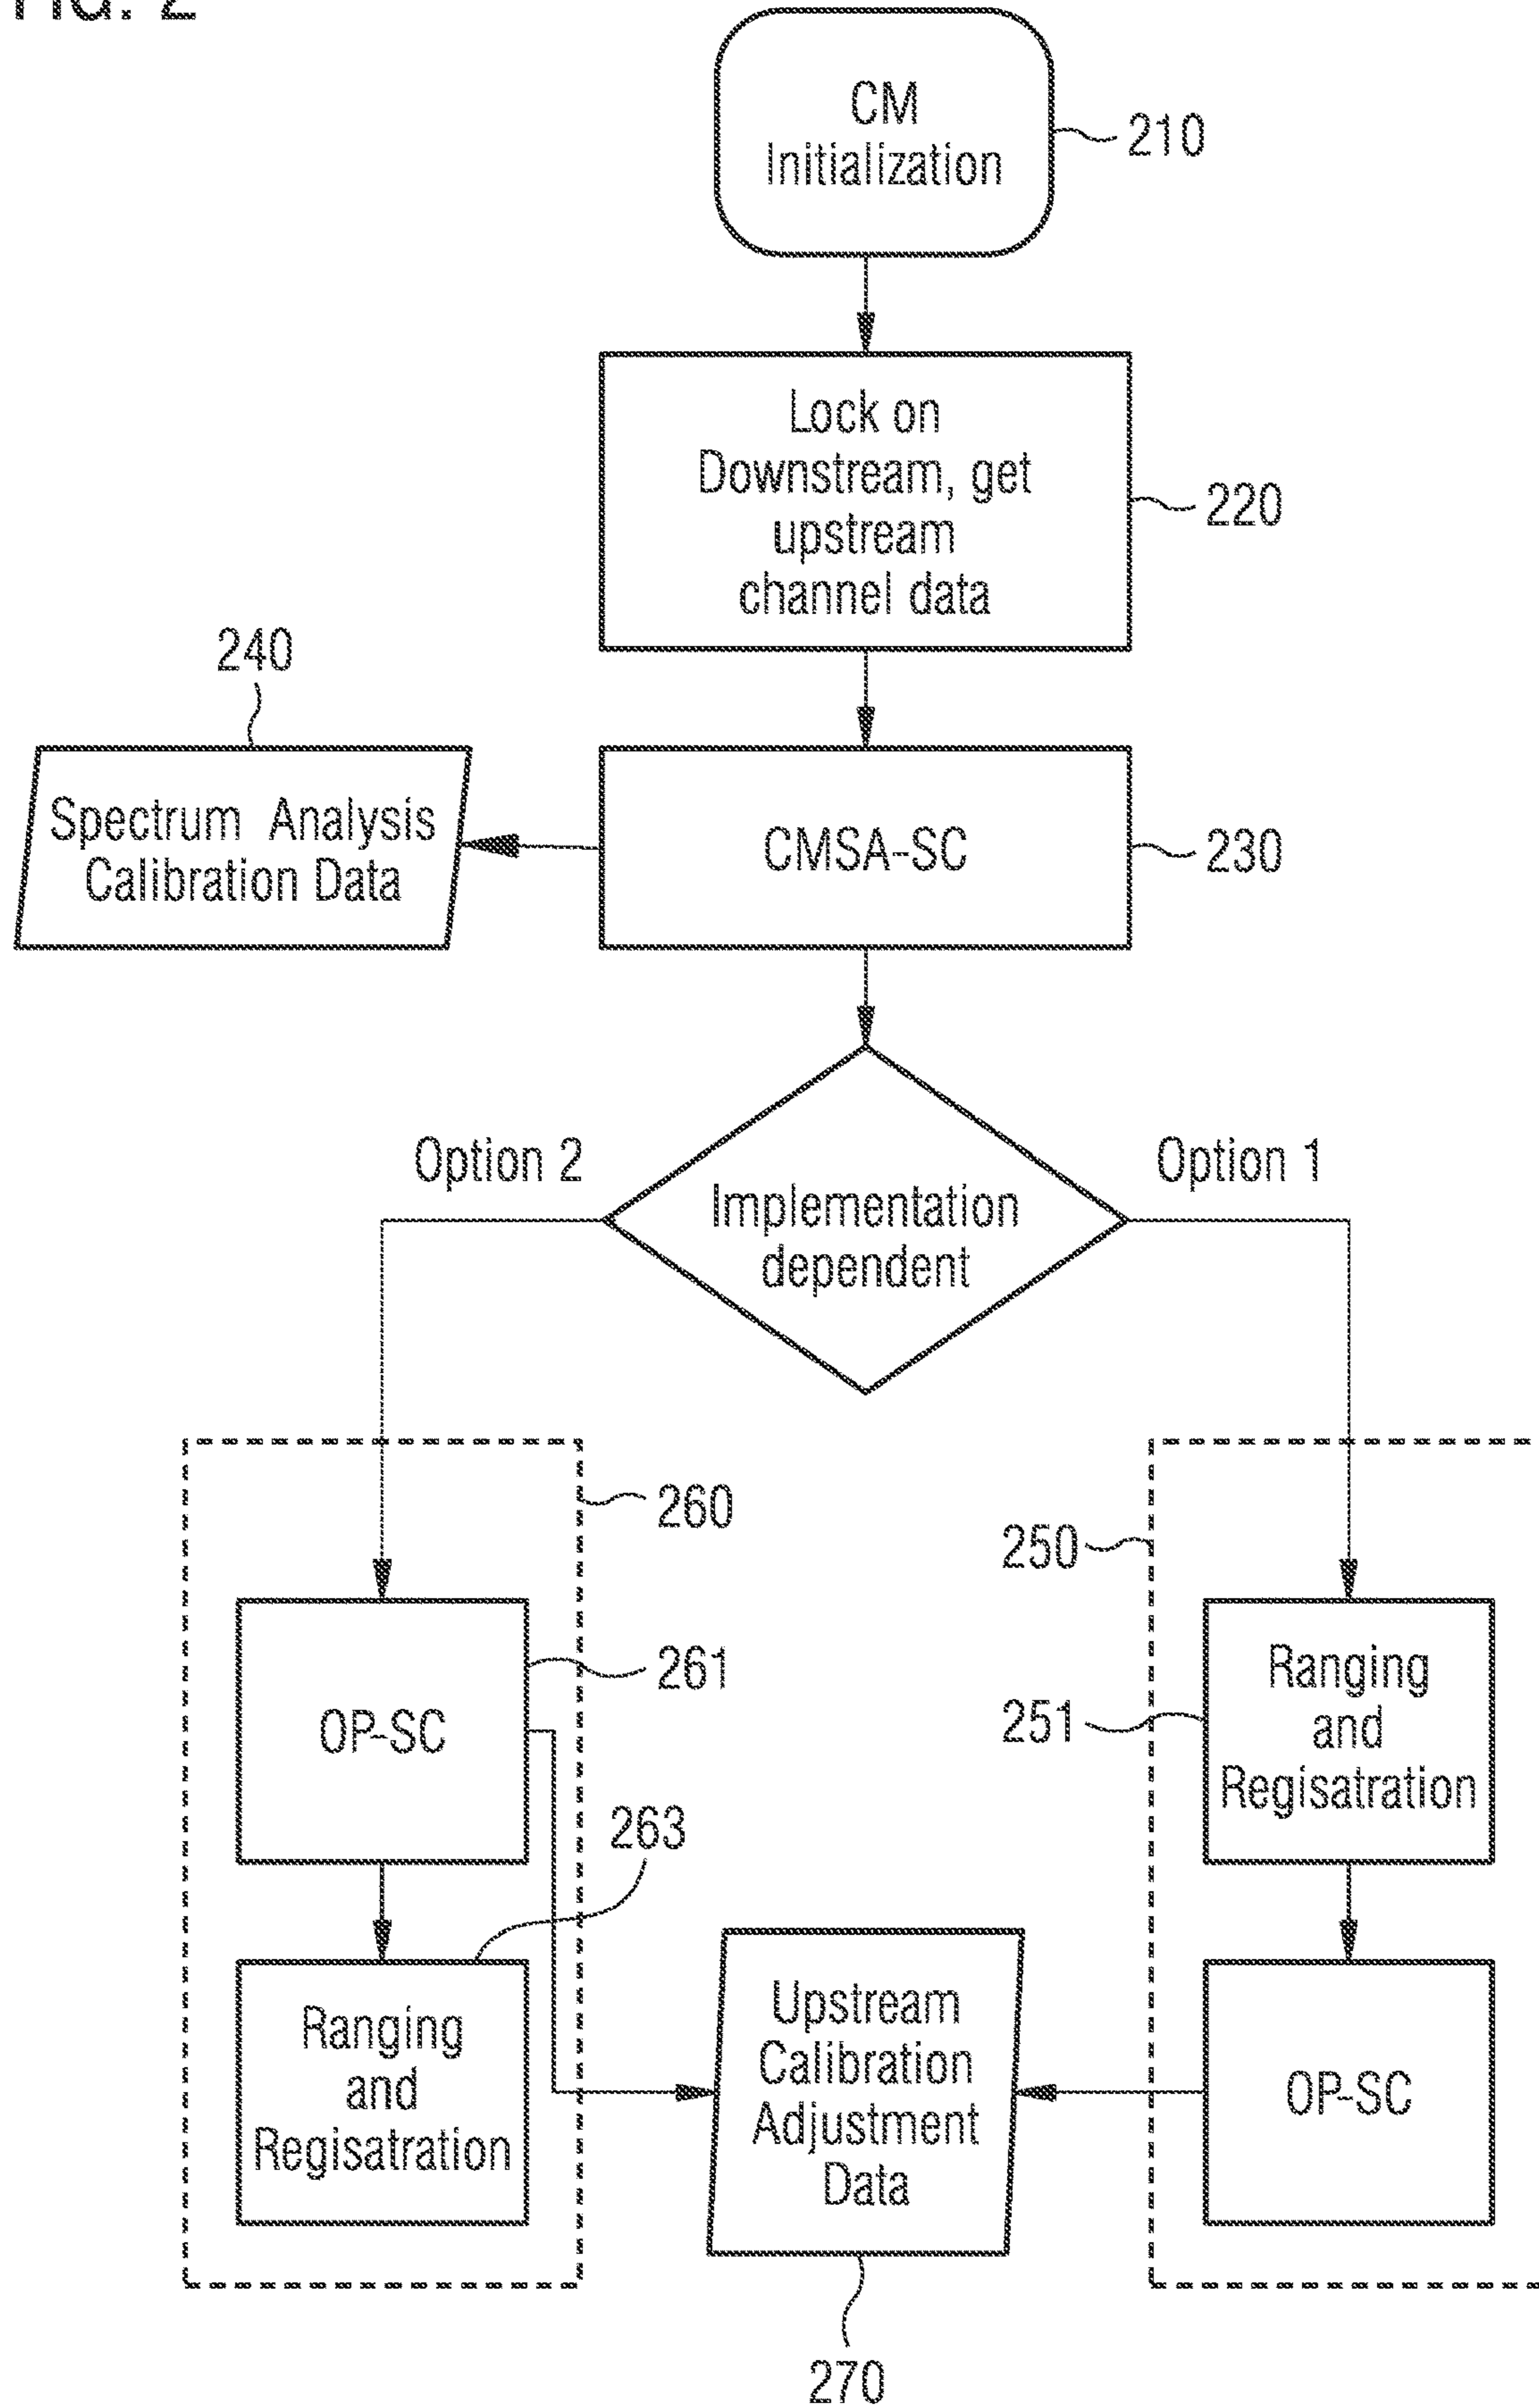 FIG. 2
CM
Initialization
210
Lock on
Downstream, get
upstream
channel data
220
240
Spectrum Analysis
Calibration Data
CMSA-SC
230
Option 2
Option 1
Implementation
dependent
260
250
OP-SC
261
251
Ranging
and
Regisatration
263
Ranging
and
Regisatration
Upstream
Calibration
Adjustment
Data
OP-SC
270